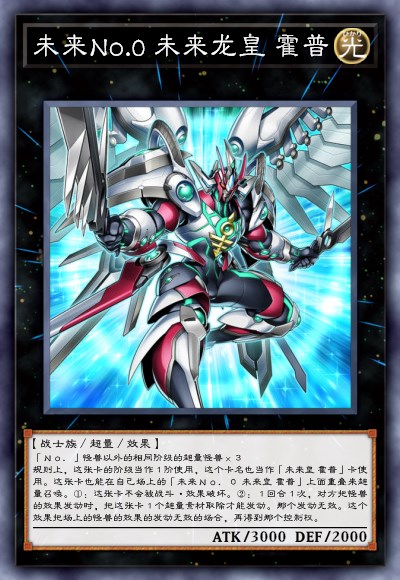 未来No.0 未来龙皇 霍普
光
【战士族／超量／效果】
「No．」怪兽以外的相同阶级的超量怪兽×3
规则上，这张卡的阶级当作1阶使用，这个卡名也当作「未来皇 霍普」卡使
用。这张卡也能在自己场上的「未来No．0 未来皇 霍普」上面重叠来超
量召唤。①：这张卡不会被战斗·效果破坏。②：1回合1次，对方把怪兽
的效果发动时，把这张卡1个超量素材取除才能发动。那个发动无效。这个
效果把场上的怪兽的效果的发动无效的场合，再得到那个控制权。
ATK/3000 DEF/2000